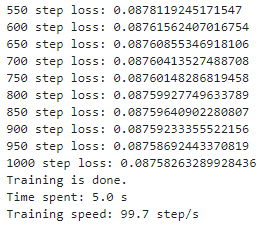 550 step loss: 0.0878119245171547
600 step loss: 0.08761562407016754
650 step loss: 0.08760855346918106
700 step loss: 0.08760413527488708
750 step loss: 0.08760148286819458
800 step loss: 0.08759927749633789
850 step loss: 0.08759640902280807
900 step loss: 0.08759233355522156
950 step loss: 0.08758692443370819
1000 step loss: 0.08758263289928436
Training is done.
Time spent: 5.0 s
Training speed: 99.7 step/s